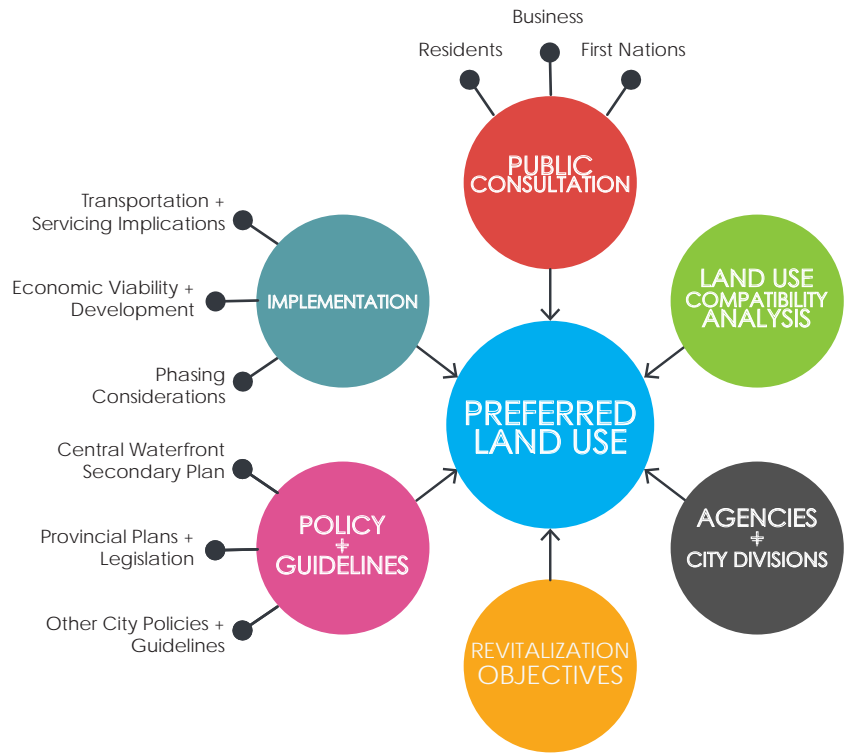 Business
Residents
First Nations
PUBLIC
CONSULTATION
Transportation +
Servicing Implications
Economic Viability +
Development
Phasing
Considerations
IMPLEMENTATION
LAND USE
COMPATIBILITY
ANALYSIS
PREFERRED
LAND USE
Central Waterfront
Secondary Plan
Provincial Plans +
Legislation
Other City Policies +
Guidelines
POLICY
+
GUIDELINES
AGENCIES
+
CITY DIVISIONS
REVITALIZATION
OBJECTIVES